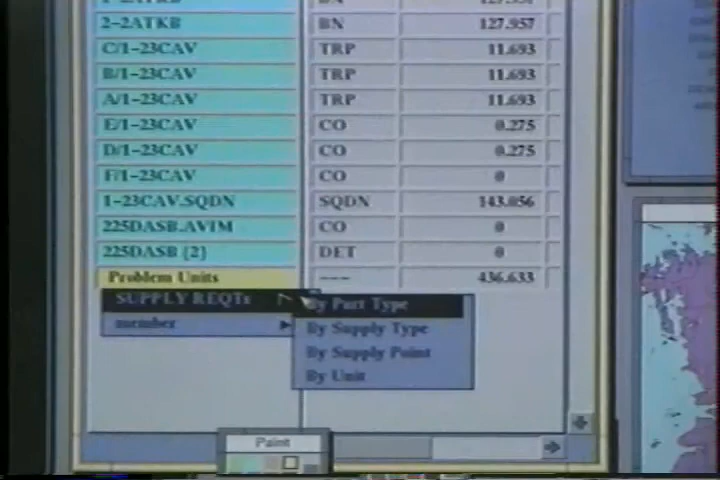 2-2ATKB BN 127.957
C/1-23CAV TRP 11.693
B/1-23CAV TRP 11.693
A/1-23CAV TRP 11.693
E/1-23CAV CO 0.275
D/1-23CAV CO 0.275
F/1-23CAV CO 0
1-23CAV.SQDN SQDN 143.056
225DASB.AVIM CO 0
225DASB {2} DET 0
Problem Units --- 436.633
SUPPLY REQTs
By Part Type
member
By Supply Type
By Supply Point
By Unit
Paint